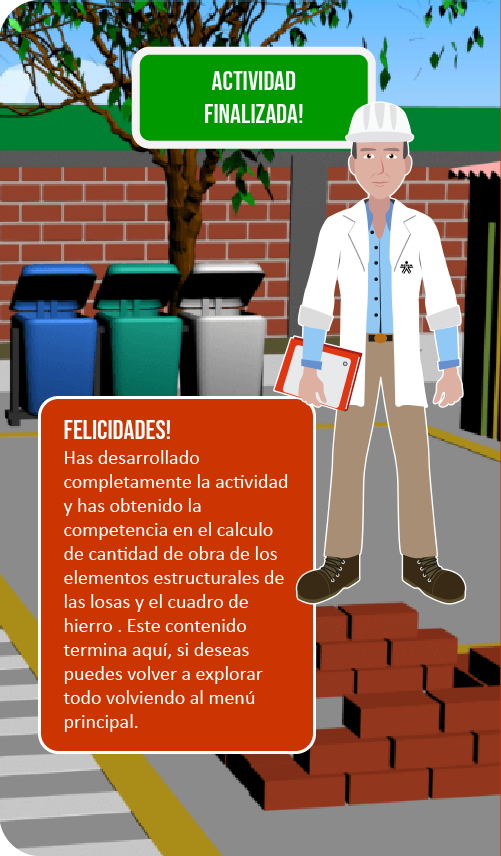 ACTIVIDAD
FINALIZADA!
FELICIDADES!
Has desarrollado
completamente la actividad
y has obtenido la
competencia en el calculo
de cantidad de obra de los
elementos estructurales de
las losas y el cuadro de
hierro . Este contenido
termina aquí, si deseas
puedes volver a explorar
todo volviendo al menú
principal.